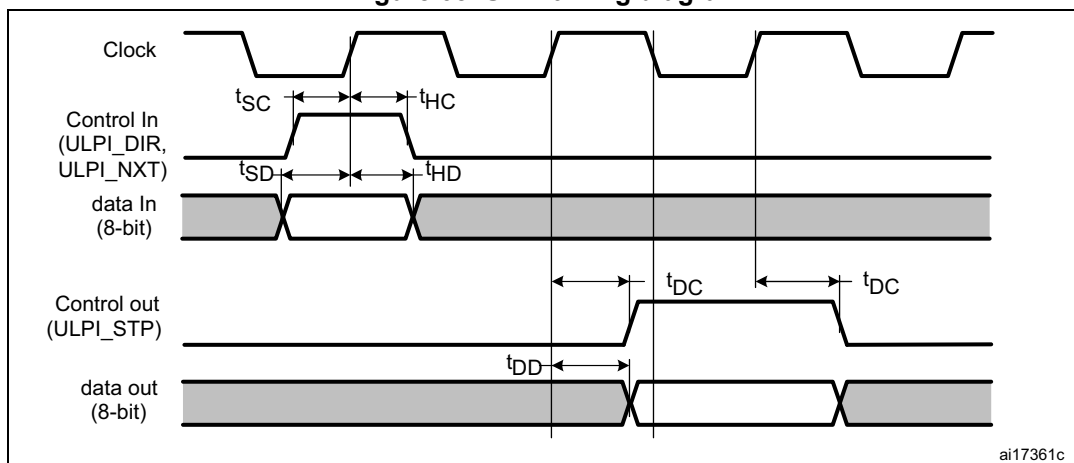 Clock
tSC
tHC
Control In
(ULPI_DIR,
ULPI_NXT)
tSD
tHD
data In
(8-bit)
tDC
tDC
Control out
(ULPI_STP)
tDD
data out
(8-bit)
ai17361c